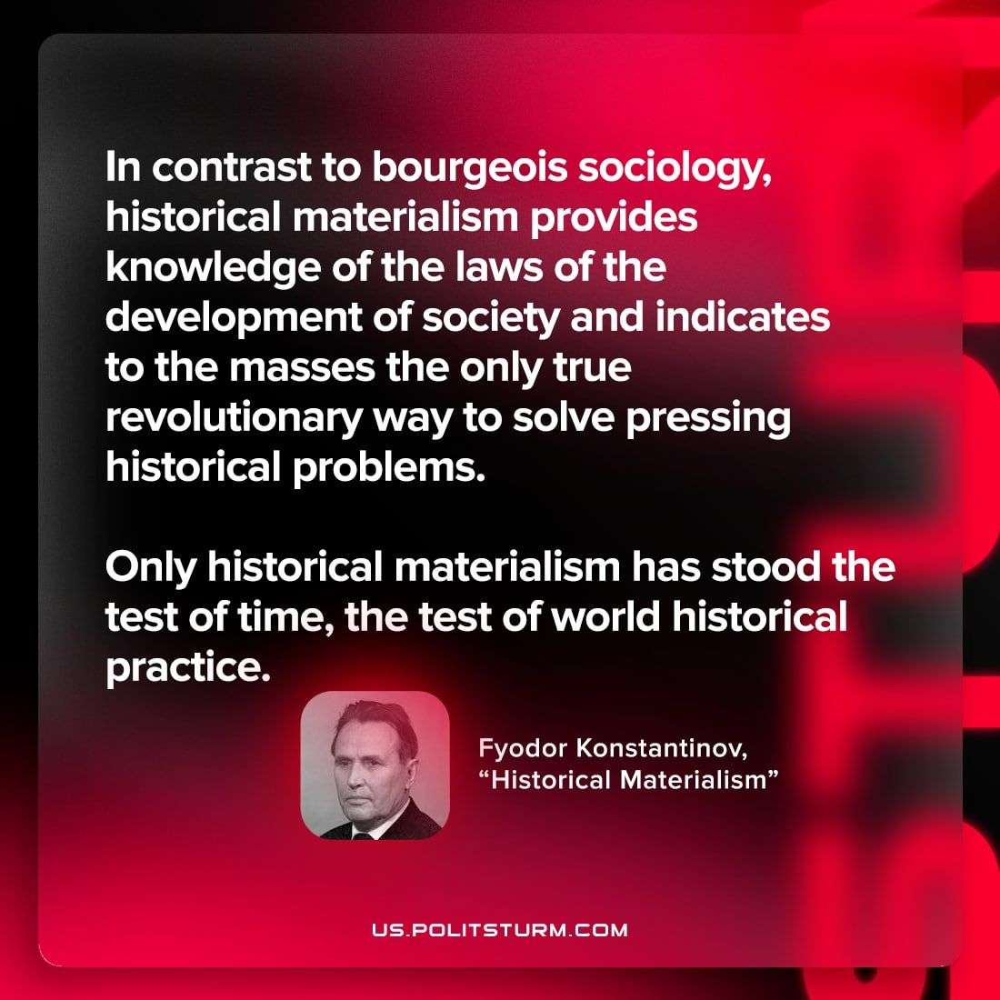 In contrast to bourgeois sociology,
historical materialism provides
knowledge of the laws of the
development of society and indicates
to the masses the only true
revolutionary way to solve pressing
historical problems.
Only historical materialism has stood the
test of time, the test of world historical
practice.
Fyodor Konstantinov,
“Historical Materialism”
US.POLITSTURM.COM